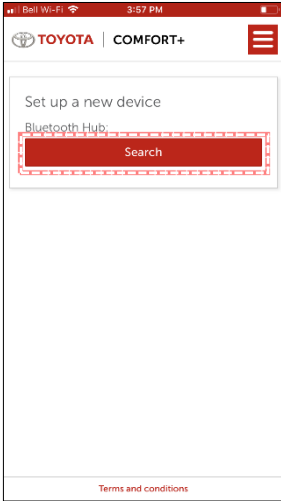 Bell Wi-Fi 3:57 PM
TOYOTA | COMFORT+
Set up a new device
Bluetooth Hub:
Search
Terms and conditions